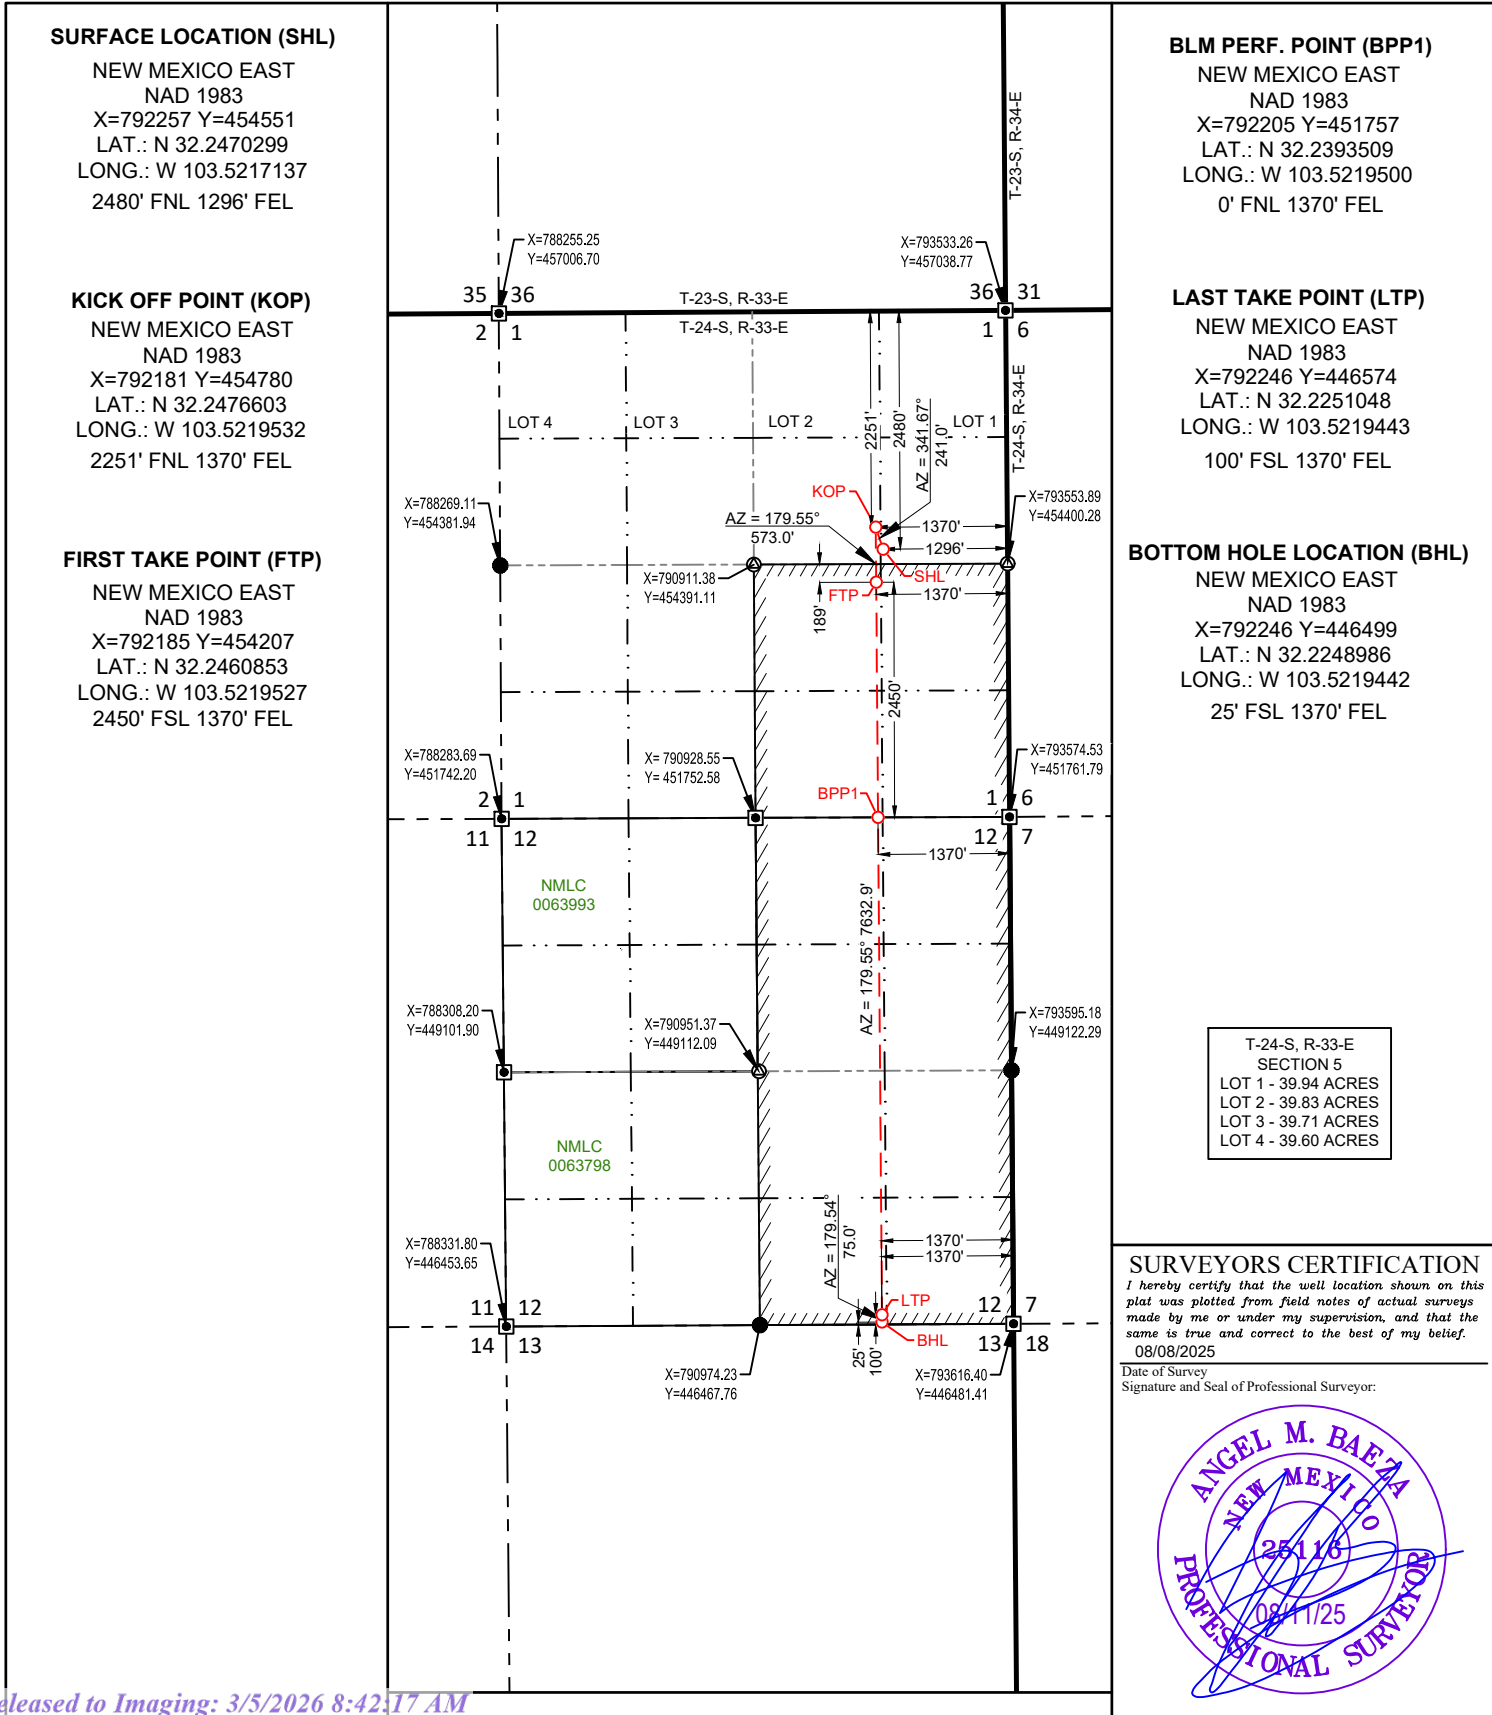 SURFACE LOCATION (SHL)
NEW MEXICO EAST
NAD 1983
X=792257 Y=454551
LAT.: N 32.2470299
LONG.: W 103.5217137
2480' FNL 1296' FEL
KICK OFF POINT (KOP)
NEW MEXICO EAST
NAD 1983
X=792181 Y=454780
LAT.: N 32.2476603
LONG.: W 103.5219532
2251' FNL 1370' FEL
FIRST TAKE POINT (FTP)
NEW MEXICO EAST
NAD 1983
X=792185 Y=454207
LAT.: N 32.2460853
LONG.: W 103.5219527
2450' FSL 1370' FEL
T-23-S, R-34-E
X=788255.25
Y=457006.70
X=793533.26
Y=457038.77
35 36
T-23-S, R-33-E
36 31
2 1
T-24-S, R-33-E
1 6
T-24-S, R-34-E
LOT 4
LOT 3
LOT 2
LOT 1
2251'
2480'
AZ = 341.67°
241.0'
KOP
X=788269.11
Y=454381.94
AZ = 179.55°
573.0'
1370'
1296'
X=793553.89
Y=454400.28
SHL
X=790911.38
Y=454391.11
FTP
1370'
189'
2450'
X=788283.69
Y=451742.20
X= 790928.55
Y= 451752.58
X=793574.53
Y=451761.79
BPP1
2 1
1 6
11 12
12 7
1370'
NMLC
0063993
AZ = 179.55° 7632.9'
X=788308.20
Y=449101.90
X=790951.37
Y=449112.09
X=793595.18
Y=449122.29
NMLC
0063798
AZ = 179.54°
75.0'
1370'
1370'
X=788331.80
Y=446453.65
LTP
11 12
12 7
14 13
13 18
BHL
25'
100'
X=790974.23
Y=446467.76
X=793616.40
Y=446481.41
BLM PERF. POINT (BPP1)
NEW MEXICO EAST
NAD 1983
X=792205 Y=451757
LAT.: N 32.2393509
LONG.: W 103.5219500
0' FNL 1370' FEL
LAST TAKE POINT (LTP)
NEW MEXICO EAST
NAD 1983
X=792246 Y=446574
LAT.: N 32.2251048
LONG.: W 103.5219443
100' FSL 1370' FEL
BOTTOM HOLE LOCATION (BHL)
NEW MEXICO EAST
NAD 1983
X=792246 Y=446499
LAT.: N 32.2248986
LONG.: W 103.5219442
25' FSL 1370' FEL
T-24-S, R-33-E
SECTION 5
LOT 1 - 39.94 ACRES
LOT 2 - 39.83 ACRES
LOT 3 - 39.71 ACRES
LOT 4 - 39.60 ACRES
SURVEYORS CERTIFICATION
I hereby certify that the well location shown on this
plat was plotted from field notes of actual surveys
made by me or under my supervision, and that the
same is true and correct to the best of my belief.
08/08/2025
Date of Survey
Signature and Seal of Professional Surveyor:
ANGEL M. BAEZA
NEW MEXICO
25116
08/11/25
PROFESSIONAL SURVEYOR
eleased to Imaging: 3/5/2026 8:42:17 AM